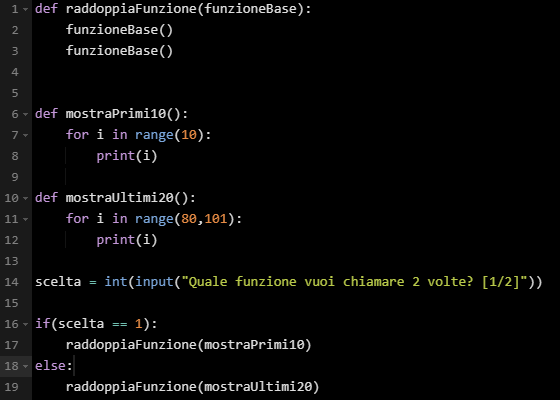 1 def raddoppiaFunzione(funzioneBase):
2     funzioneBase()
3     funzioneBase()
4
5
6 def mostraPrimi10():
7     for i in range(10):
8         print(i)
9
10 def mostraUltimi20():
11     for i in range(80,101):
12         print(i)
13
14 scelta = int(input("Quale funzione vuoi chiamare 2 volte? [1/2]"))
15
16 if(scelta == 1):
17     raddoppiaFunzione(mostraPrimi10)
18 else:
19     raddoppiaFunzione(mostraUltimi20)